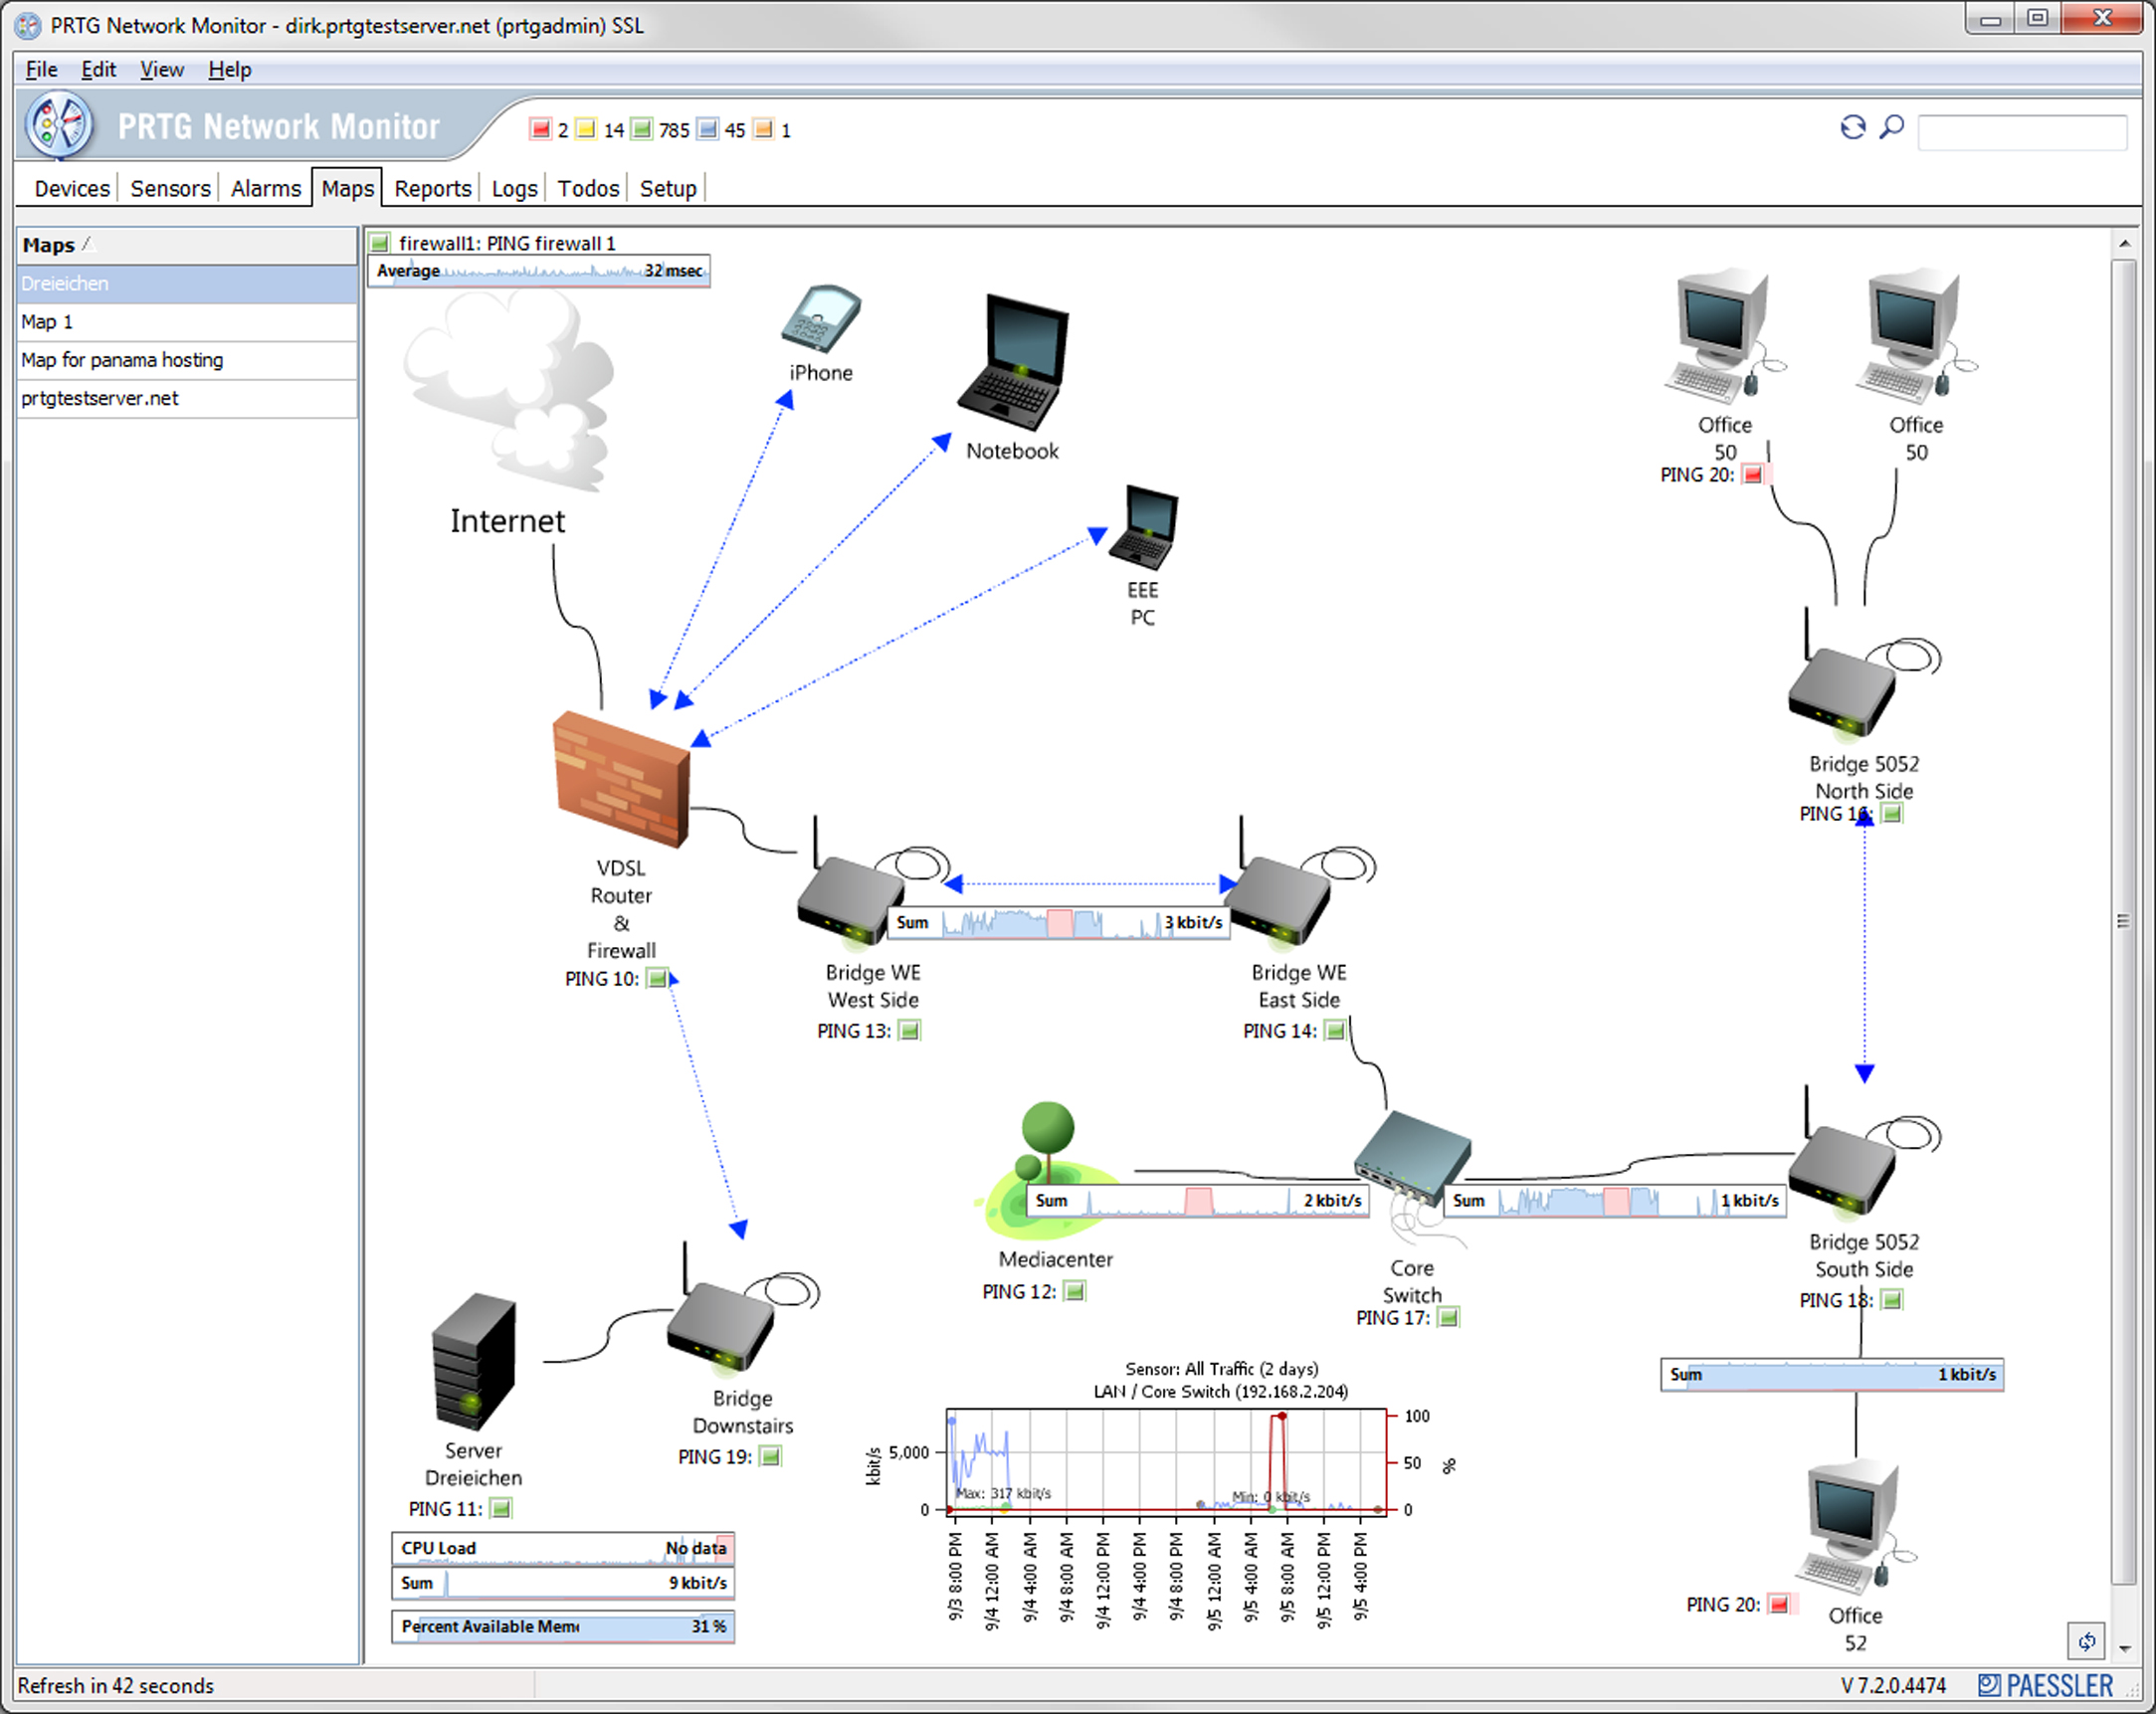 PRTG Network Monitor - dirk.prtgtestserver.net (prtgadmin) SSL
File Edit View Help
PRTG Network Monitor
2 14 785 45 1
Devices Sensors Alarms Maps Reports Logs Todos Setup
Maps
Dreieichen
Map 1
Map for panama hosting
prtgtestserver.net
firewall1: PING firewall 1
Average 32 msec
iPhone
Notebook
EEE
PC
Internet
Office
50
PING 20:
Office
50
Bridge 5052
North Side
PING 16:
VDSL
Router
&
Firewall
PING 10:
Sum 3 kbit/s
Bridge WE
West Side
PING 13:
Bridge WE
East Side
PING 14:
Sum 2 kbit/s
Mediacenter
PING 12:
Sum 1 kbit/s
Core
Switch
PING 17:
Bridge 5052
South Side
PING 18:
Sum 1 kbit/s
Bridge
Downstairs
PING 19:
Server
Dreieichen
PING 11:
CPU Load No data
Sum 9 kbit/s
Percent Available Mem 31 %
Sensor: All Traffic (2 days)
LAN / Core Switch (192.168.2.204)
kbit/s
5,000
0
Max: 317 kbit/s
Min: 0 kbit/s
100
50
0
%
9/3 8:00 PM
9/4 12:00 AM
9/4 4:00 AM
9/4 8:00 AM
9/4 12:00 PM
9/4 4:00 PM
9/4 8:00 PM
9/5 12:00 AM
9/5 4:00 AM
9/5 8:00 AM
9/5 12:00 PM
9/5 4:00 PM
PING 20:
Office
52
Refresh in 42 seconds
V 7.2.0.4474
PAESSLER